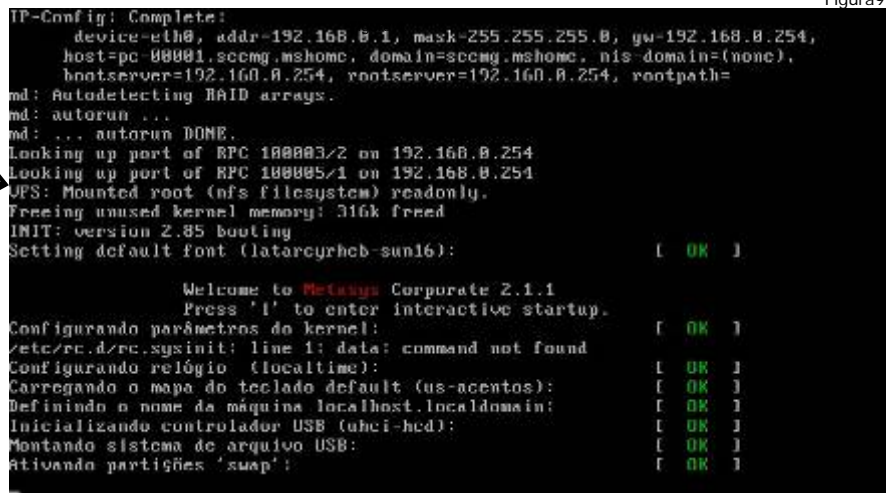 Figura9
IP-Config: Complete:
device=eth0, addr=192.168.0.1, mask=255.255.255.0, gw=192.168.0.254,
host=pc-00001.sccmg.mshome, domain=sccmg.mshome, nis-domain=(none),
bootserver=192.168.0.254, rootserver=192.168.0.254, rootpath=
md: Autodetecting RAID arrays.
md: autorun ...
md: ... autorun DONE.
Looking up port of RPC 100003/2 on 192.168.0.254
Looking up port of RPC 100005/1 on 192.168.0.254
VFS: Mounted root (nfs filesystem) readonly.
Freeing unused kernel memory: 316k freed
INIT: version 2.85 booting
Setting default font (latarcyrheb-sun16): [ OK ]
Welcome to Metasys Corporate 2.1.1
Press 'I' to enter interactive startup.
Configurando parâmetros do kernel: [ OK ]
/etc/rc.d/rc.sysinit: line 1: data: command not found
Configurando relógio (localtime): [ OK ]
Carregando o mapa do teclado default (us-acentos): [ OK ]
Definindo o nome da máquina localhost.localdomain: [ OK ]
Inicializando controlador USB (uhci-hcd): [ OK ]
Montando sistema de arquivo USB: [ OK ]
Ativando partições 'swap': [ OK ]